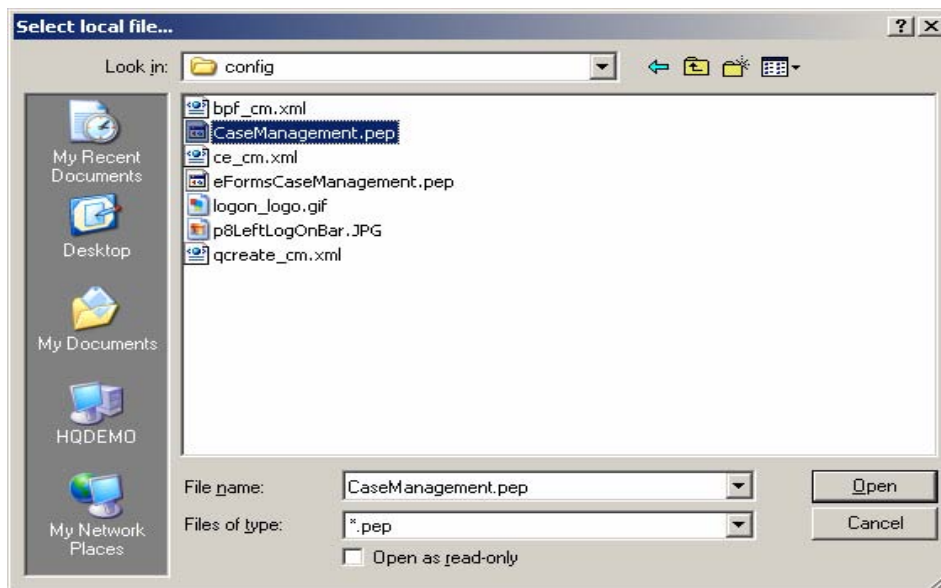 Select local file...
Look in:
config
My Recent
Documents
Desktop
My Documents
HQDEMO
My Network
Places
bpf_cm.xml
CaseManagement.pep
ce_cm.xml
eFormsCaseManagement.pep
logon_logo.gif
p8LeftLogOnBar.JPG
qcreate_cm.xml
File name:
CaseManagement.pep
Open
Files of type:
*.pep
Cancel
Open as read-only